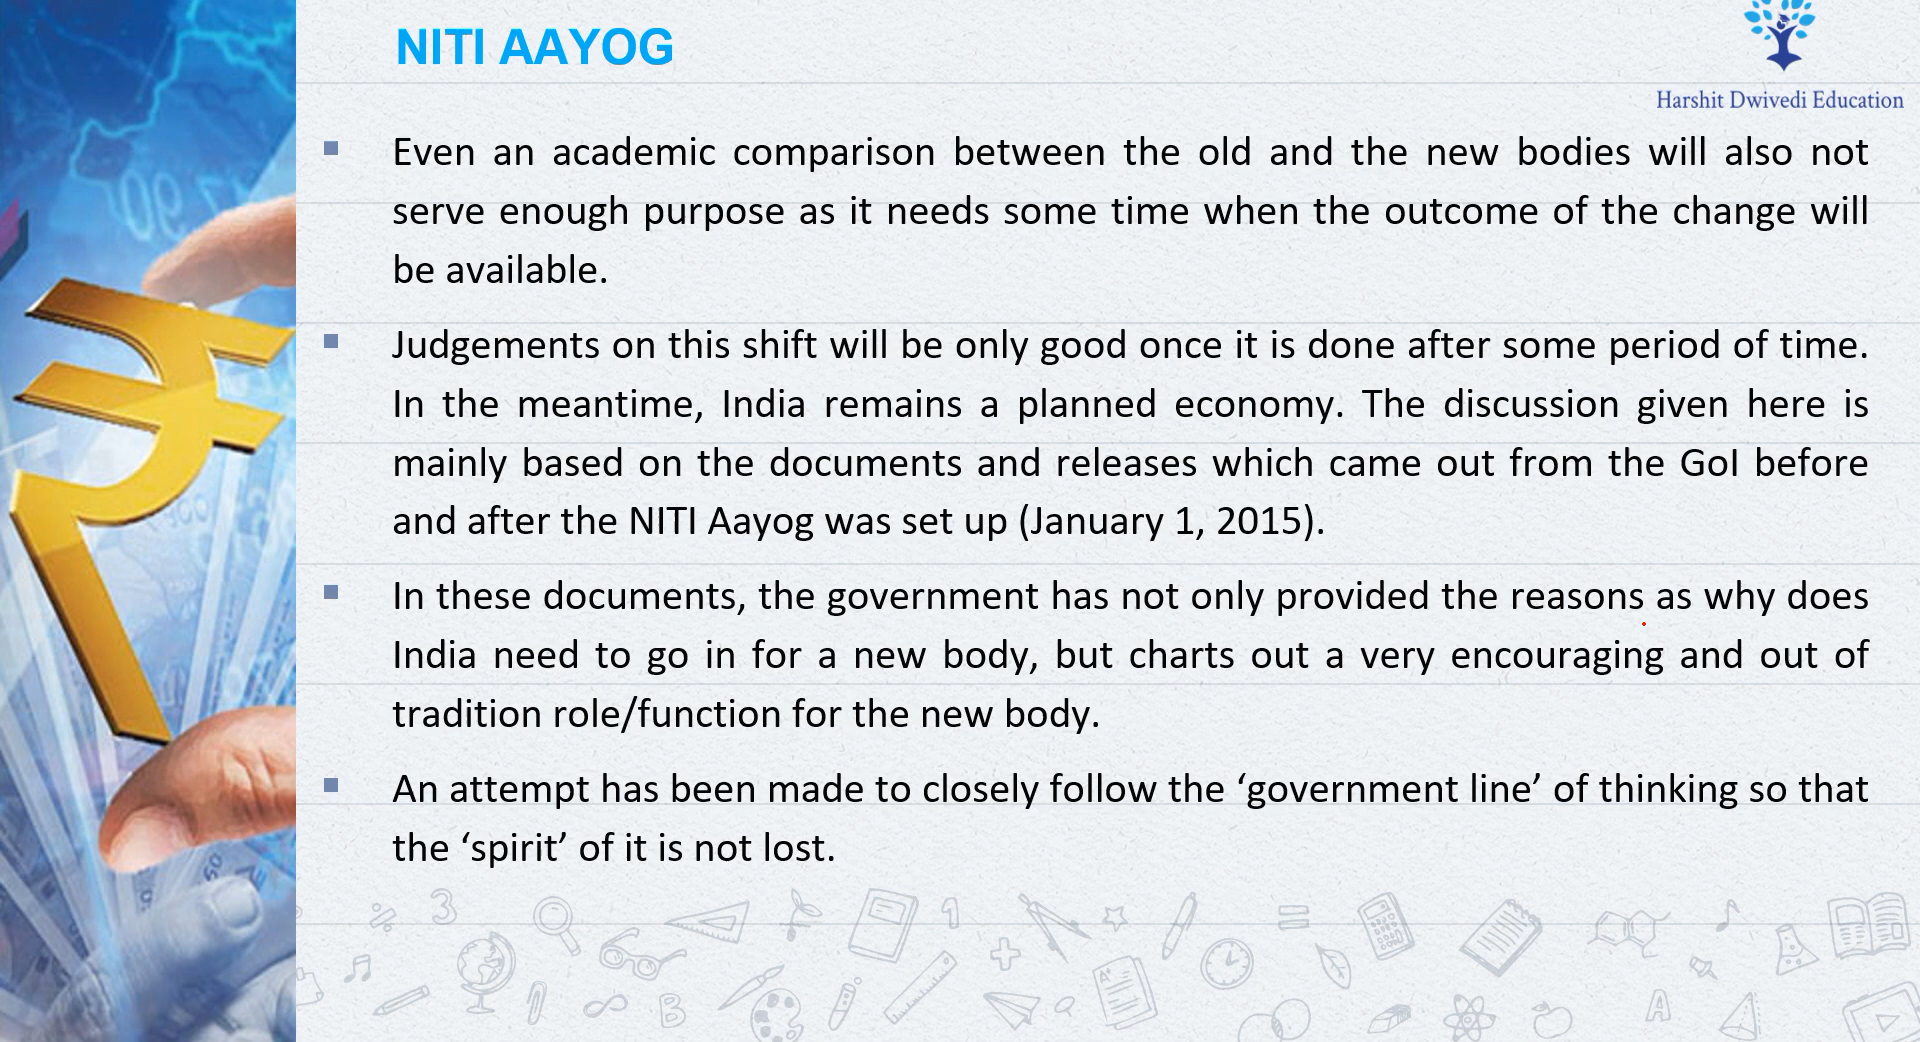 NITI AAYOG
Harshit Dwivedi Education
Even an academic comparison between the old and the new bodies will also not
serve enough purpose as it needs some time when the outcome of the change will
be available.
Judgements on this shift will be only good once it is done after some period of time.
In the meantime, India remains a planned economy. The discussion given here is
mainly based on the documents and releases which came out from the GoI before
and after the NITI Aayog was set up (January 1, 2015).
In these documents, the government has not only provided the reasons as why does
India need to go in for a new body, but charts out a very encouraging and out of
tradition role/function for the new body.
An attempt has been made to closely follow the ‘government line’ of thinking so that
the ‘spirit’ of it is not lost.